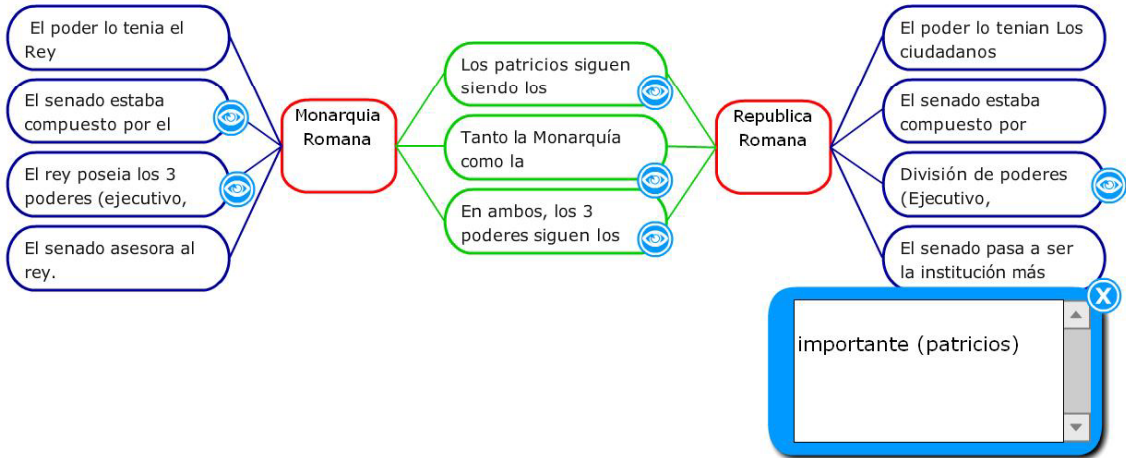 El poder lo tenia el
Rey
El senado estaba
compuesto por el
El rey poseia los 3
poderes (ejecutivo,
El senado asesora al
rey.
Monarquia
Romana
Los patricios siguen
siendo los
Tanto la Monarquía
como la
En ambos, los 3
poderes siguen los
Republica
Romana
El poder lo tenian Los
ciudadanos
El senado estaba
compuesto por
División de poderes
(Ejecutivo,
El senado pasa a ser
la institución más
X
importante (patricios)